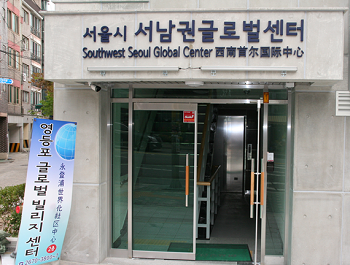 서울시 서남권글로벌센터
Southwest Seoul Global Center 西南首尔国际中心
영등포 글로벌 빌리지 센터
永登浦世界化社区中心